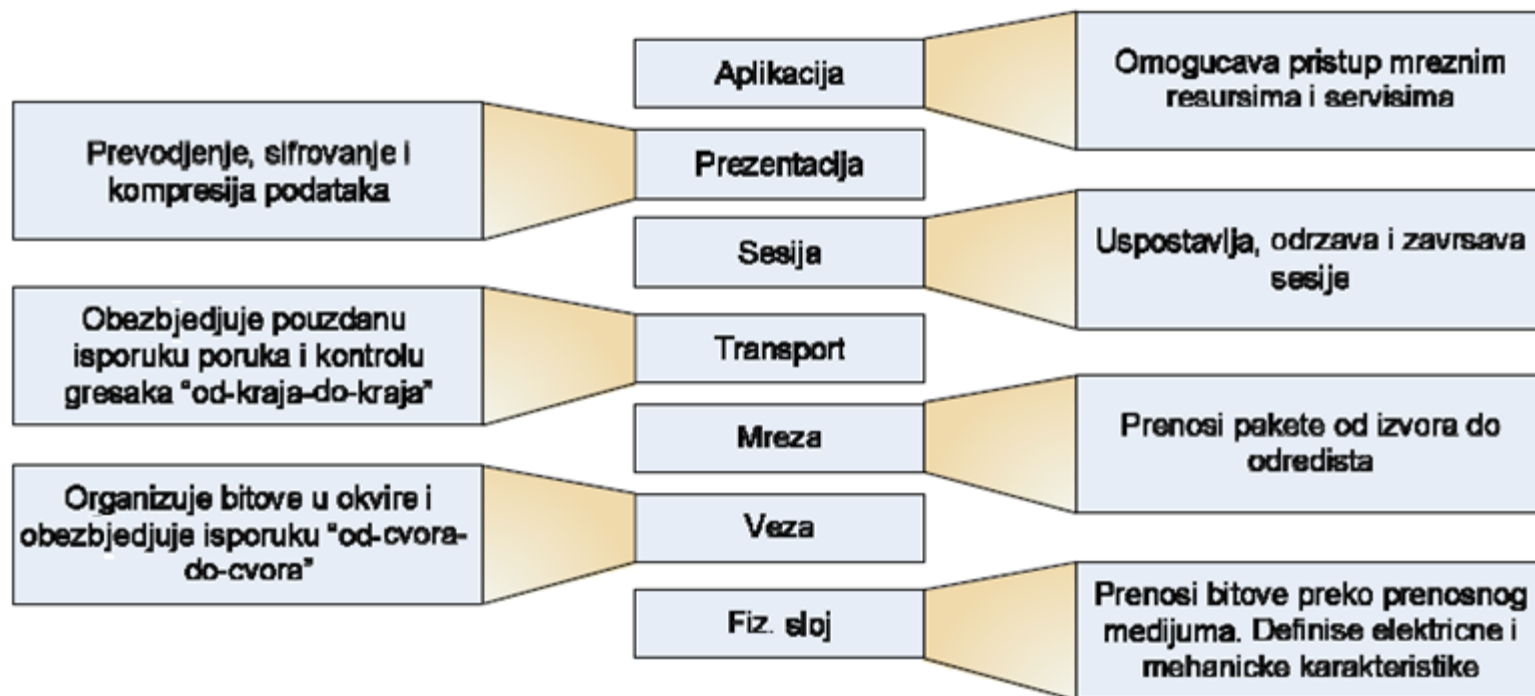 Aplikacija
Omogucava pristup mreznim
resursima i servisima
Prevodjenje, sifrovanje i
kompresija podataka
Prezentacija
Sesija
Uspostavlja, odrzava i zavrsava
sesije
Obezbjedjuje pouzdanu
isporuku poruka i kontrolu
gresaka "od-kraja-do-kraja"
Transport
Mreza
Prenosi pakete od izvora do
odredista
Organizuje bitove u okvire i
obezbjedjuje isporuku "od-cvora-
do-cvora"
Veza
Fiz. sloj
Prenosi bitove preko prenosnog
medijuma. Definise elektricne i
mehanicke karakteristike